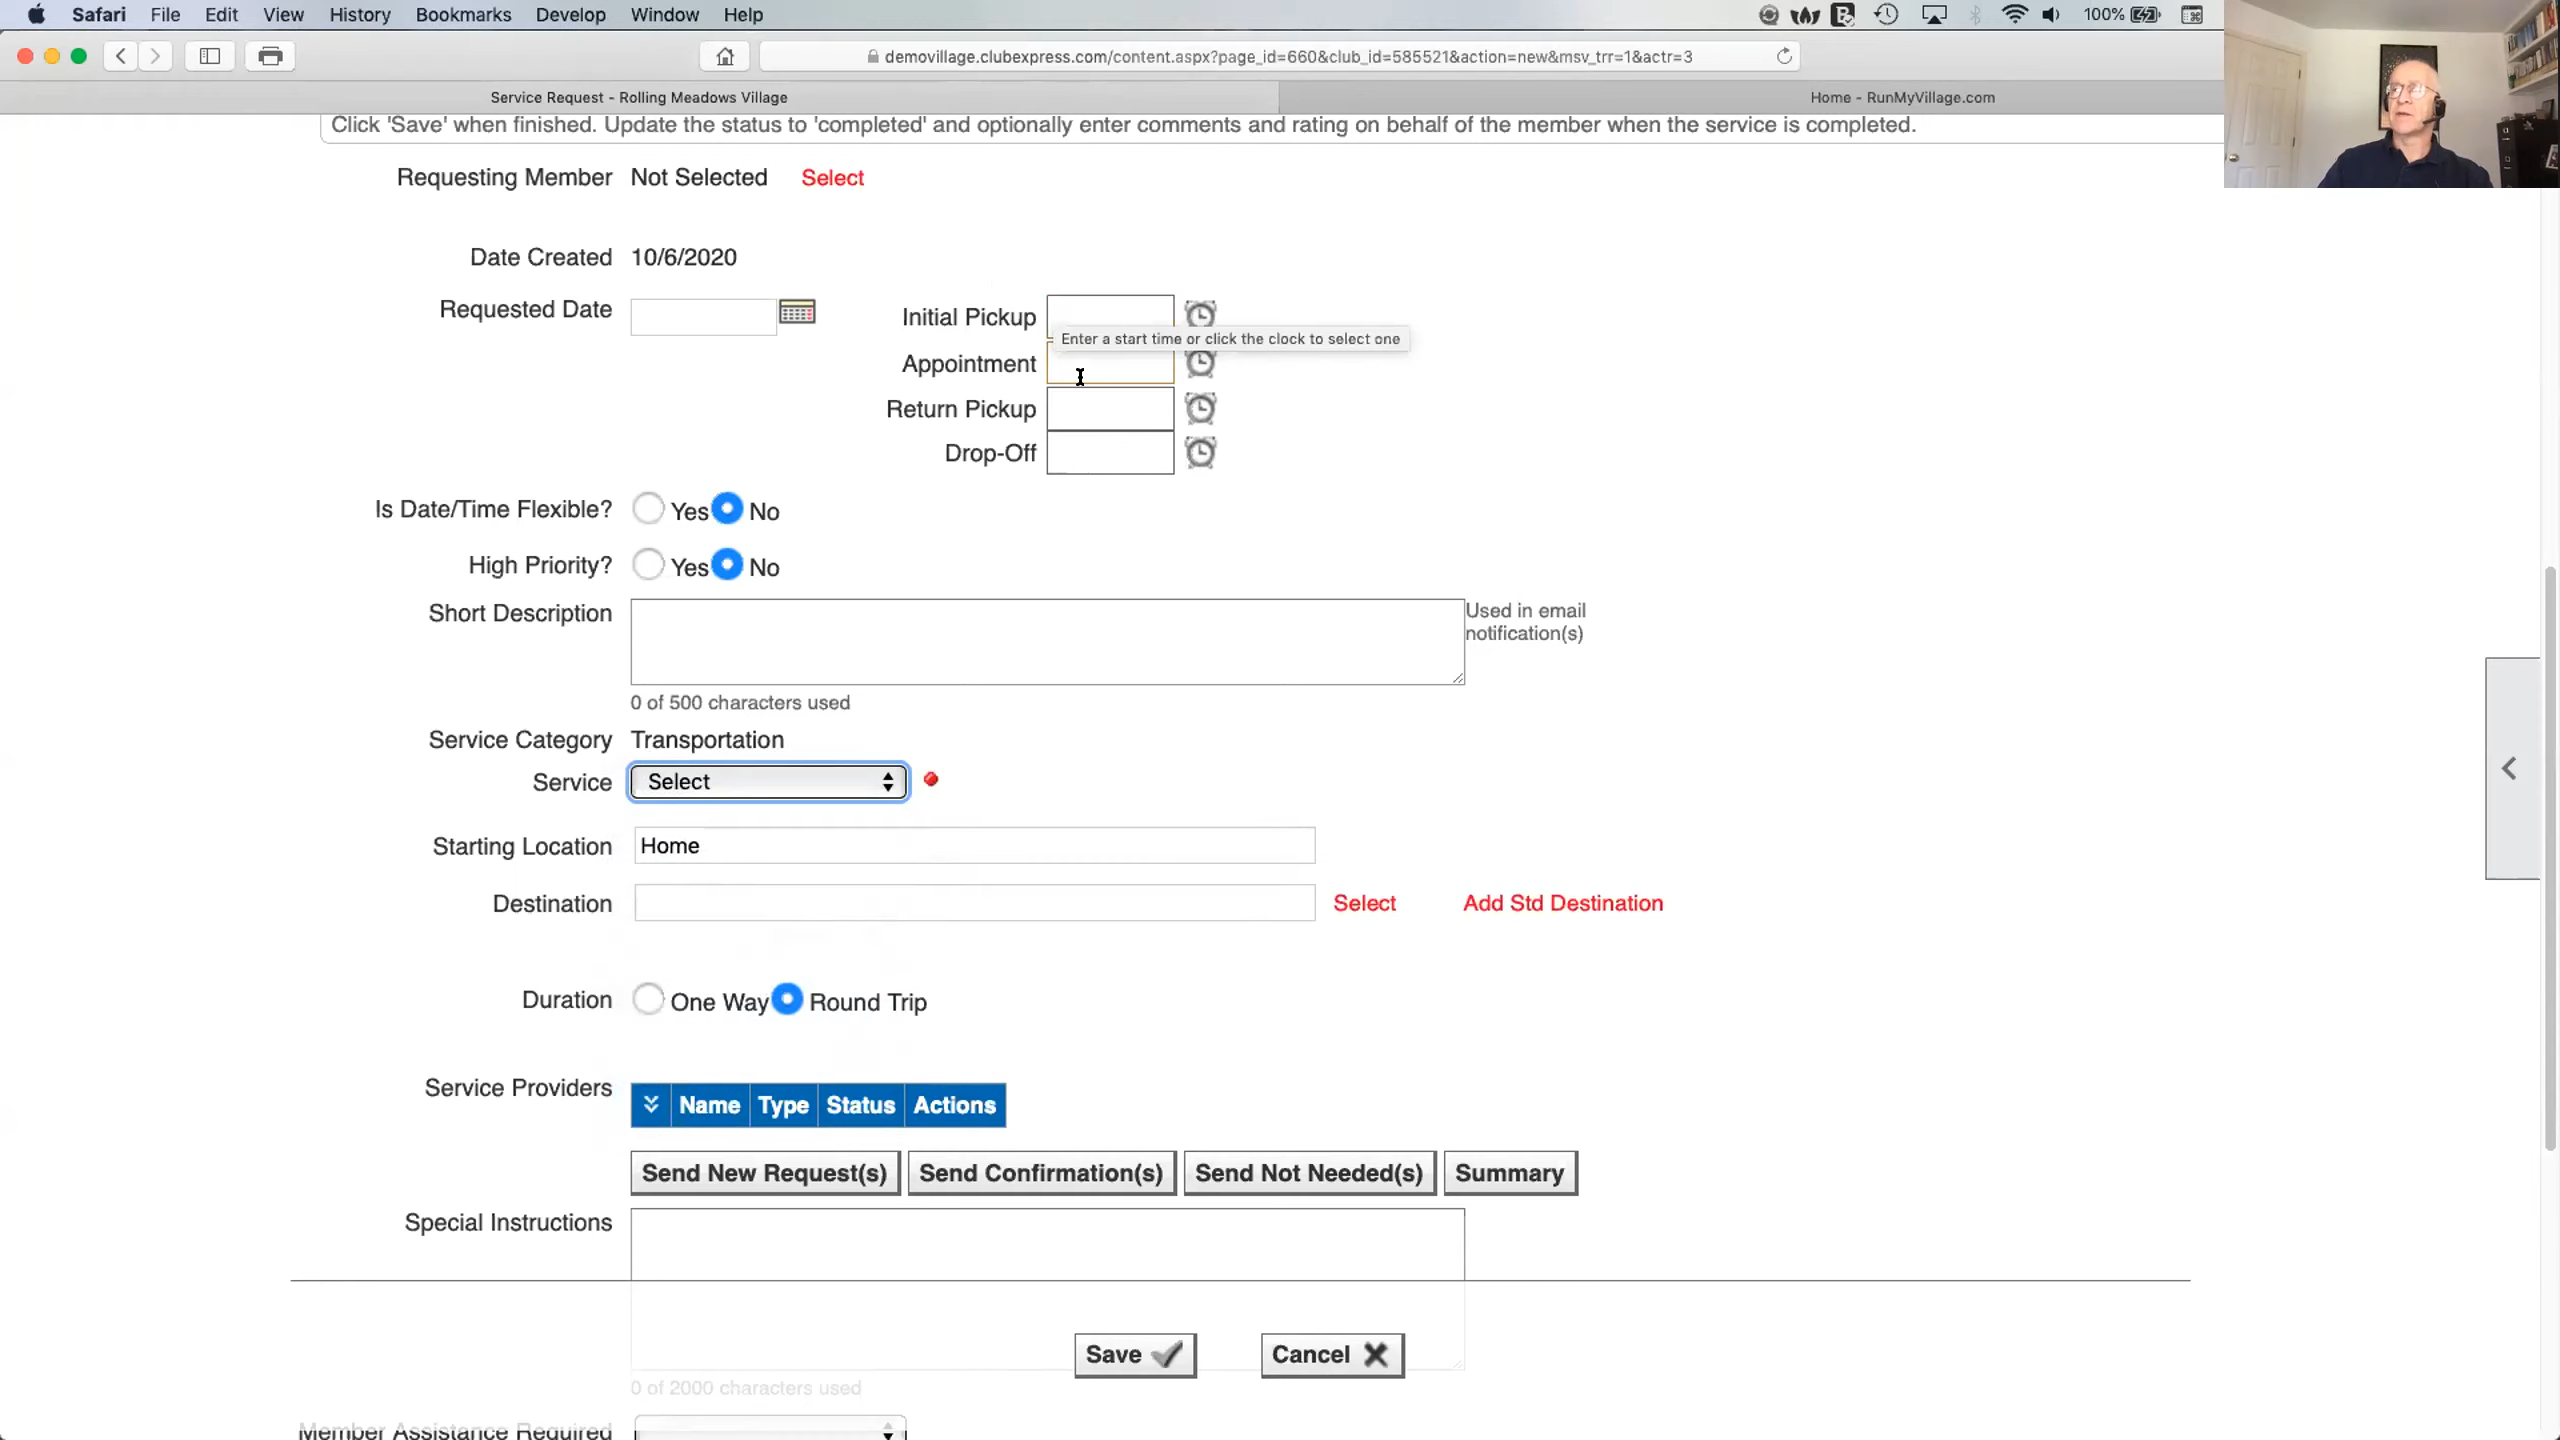 Safari File Edit View History Bookmarks Develop Window Help 100%
demovillage.clubexpress.com/content.aspx?page_id=660&club_id=585521&action=new&msv_trr=1&actr=3
Service Request - Rolling Meadows Village Home - RunMyVillage.com
Click 'Save' when finished. Update the status to 'completed' and optionally enter comments and rating on behalf of the member when the service is completed.
Requesting Member Not Selected Select
Date Created 10/6/2020
Requested Date Initial Pickup
Enter a start time or click the clock to select one
Appointment
Return Pickup
Drop-Off
Is Date/Time Flexible? Yes No
High Priority? Yes No
Short Description Used in email
notification(s)
0 of 500 characters used
Service Category Transportation
Service Select
Starting Location Home
Destination Select Add Std Destination
Duration One Way Round Trip
Service Providers Name Type Status Actions
Send New Request(s) Send Confirmation(s) Send Not Needed(s) Summary
Special Instructions
Save Cancel
0 of 2000 characters used
Member Assistance Required